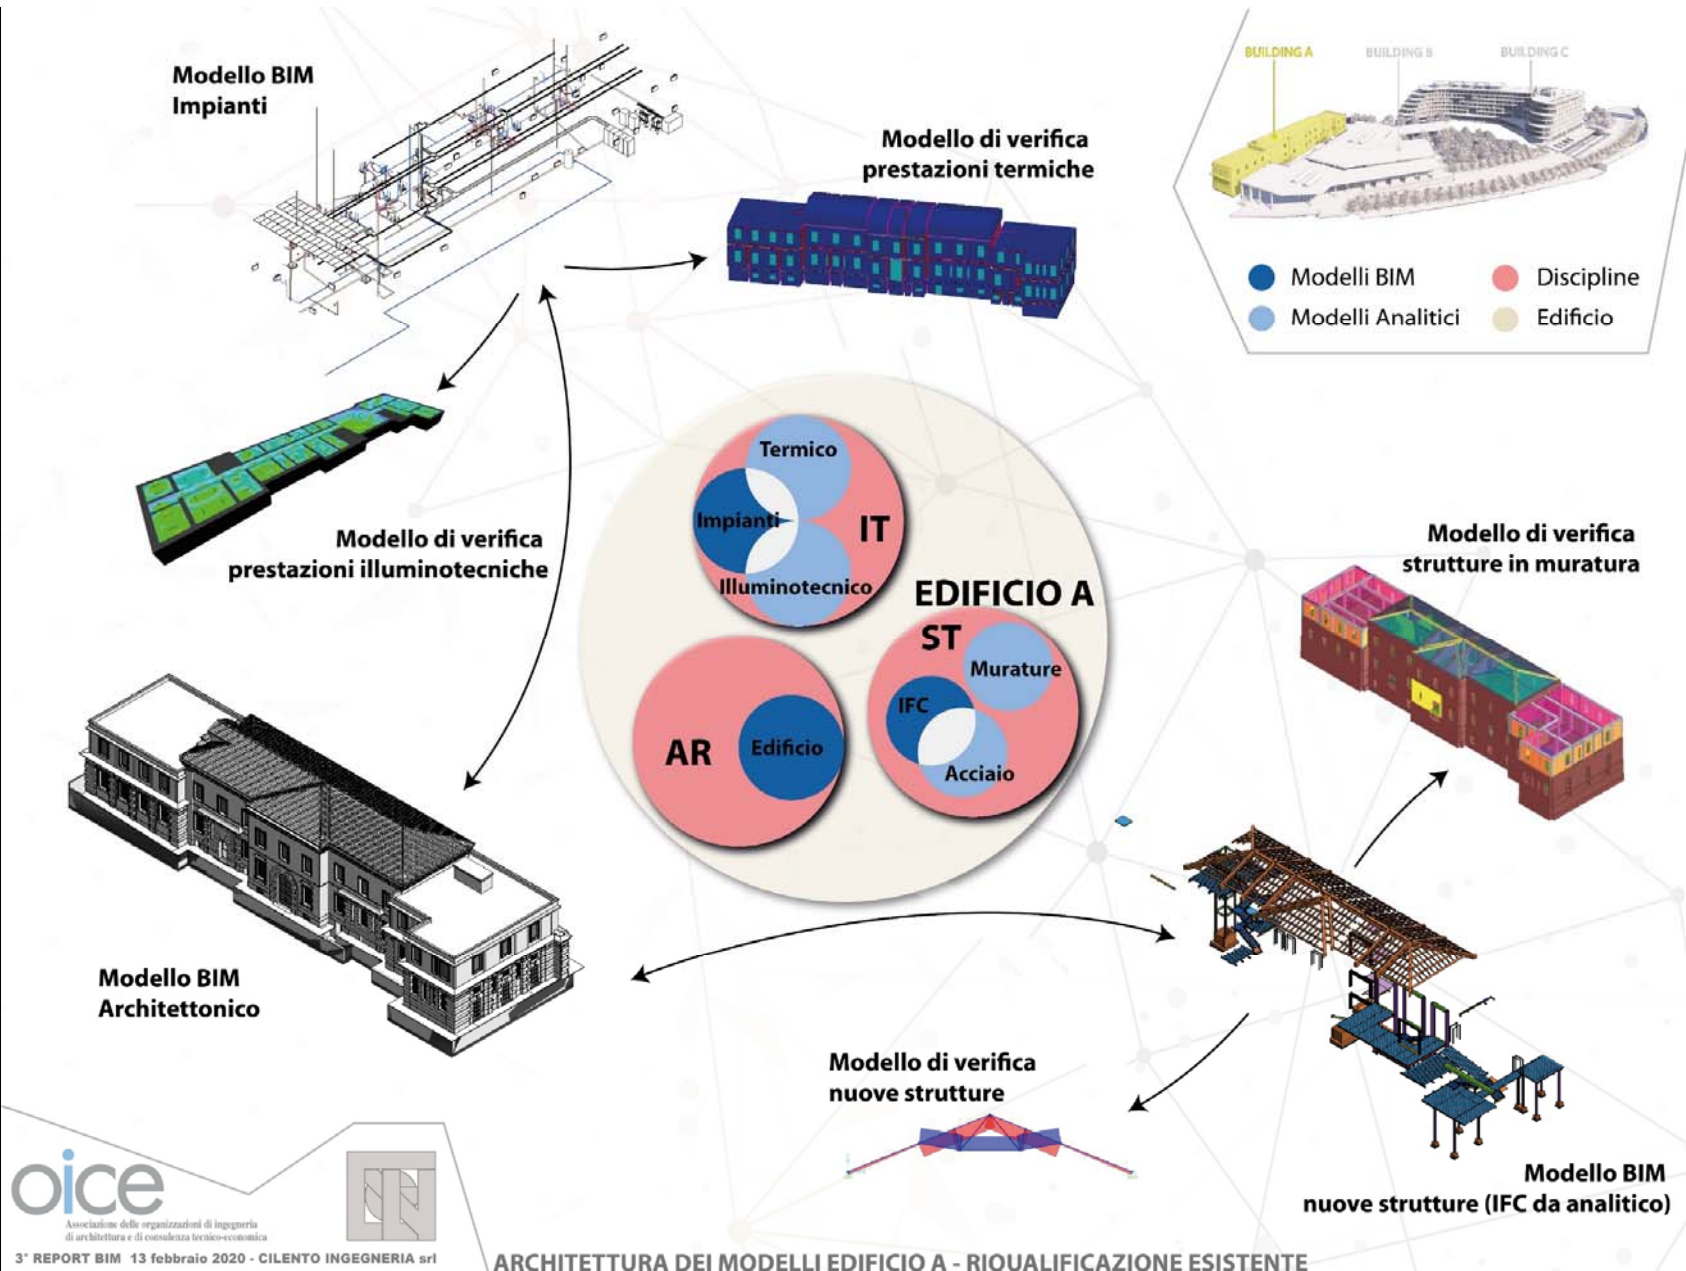 Modello BIM
Impianti
Modello di verifica
prestazioni termiche
BUILDING A
BUILDING B
BUILDING C
Modelli BIM
Discipline
Modelli Analitici
Edificio
Modello di verifica
prestazioni illuminotecniche
Termico
Impianti
IT
Illuminotecnico
EDIFICIO A
ST
Murature
IFC
Acciaio
AR
Edificio
Modello di verifica
strutture in muratura
Modello BIM
Architettonico
Modello di verifica
nuove strutture
Modello BIM
nuove strutture (IFC da analitico)
oice
Associazione delle organizzazioni di ingegneria
di architettura e di consulenza tecnico-economica
3° REPORT BIM 13 febbraio 2020 - CILENTO INGEGNERIA srl
ARCHITETTURA DEI MODELLI EDIFICIO A - RIQUALIFICAZIONE ESISTENTE